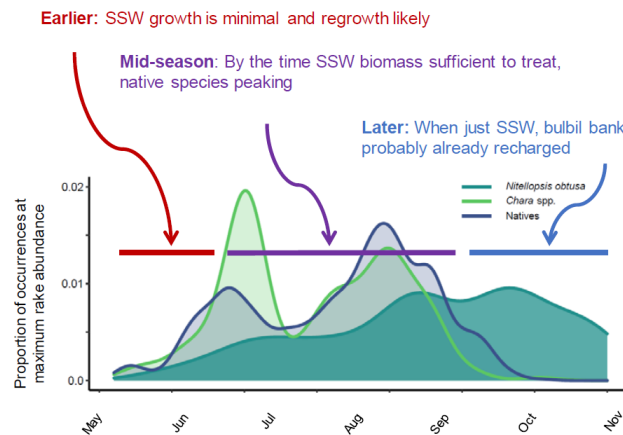 Earlier: SSW growth is minimal and regrowth likely
Mid-season: By the time SSW biomass sufficient to treat,
native species peaking
Later: When just SSW, bulbil bank
probably already recharged
Nitellopsis obtusa
Chara spp.
Natives
Proportion of occurrences at
maximum rake abundance
0.02
0.01
0.0
May
Jun
Jul
Aug
Sep
Oct
Nov